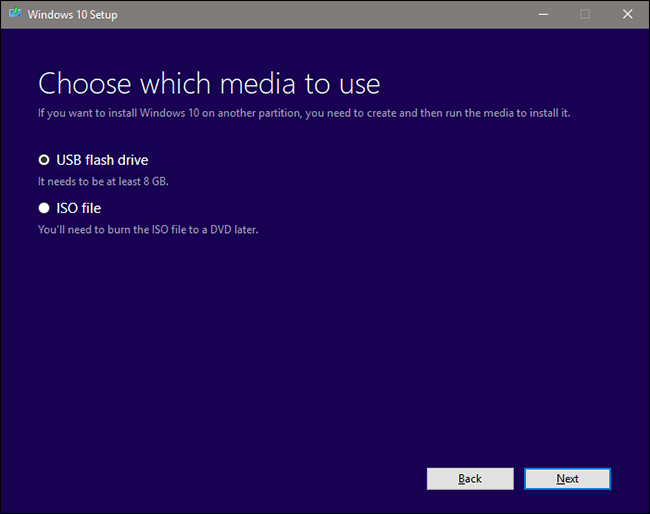 Windows 10 Setup
Choose which media to use
If you want to install Windows 10 on another partition, you need to create and then run the media to install it.
USB flash drive
It needs to be at least 8 GB.
ISO file
You'll need to burn the ISO file to a DVD later.
Back
Next